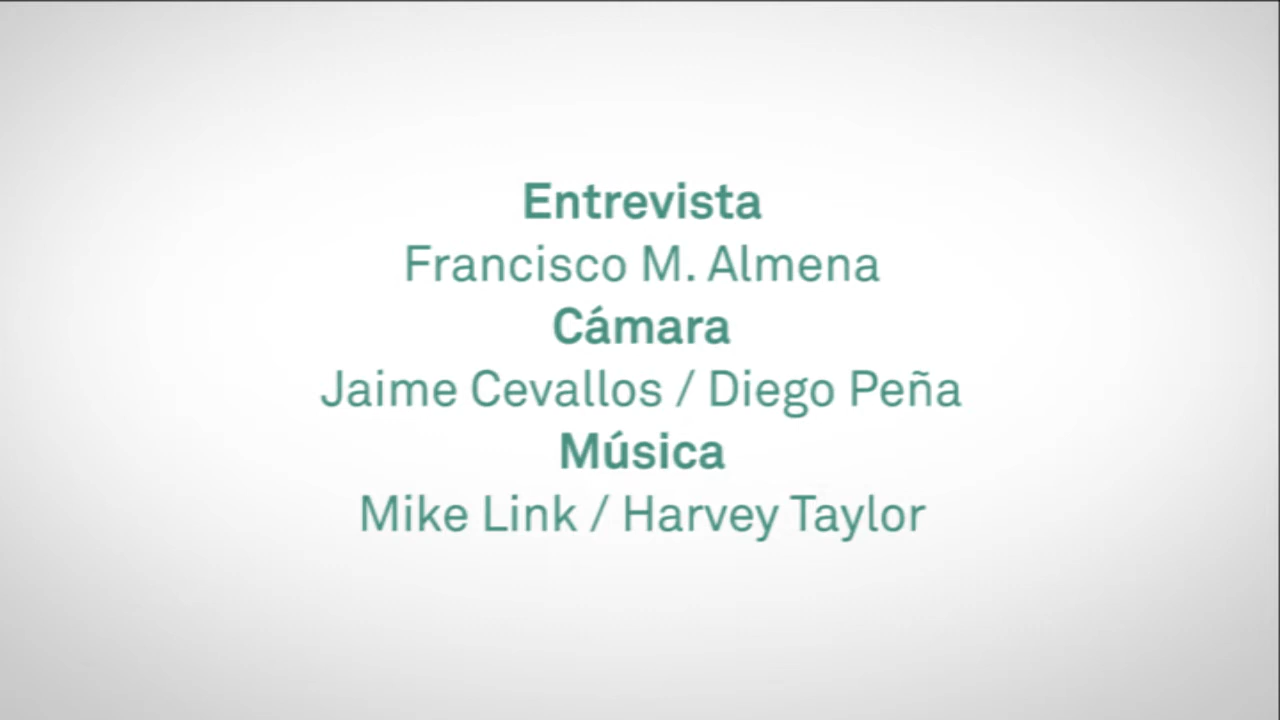 Entrevista
Francisco M. Almena
Cámara
Jaime Cevallos / Diego Peña
Música
Mike Link / Harvey Taylor